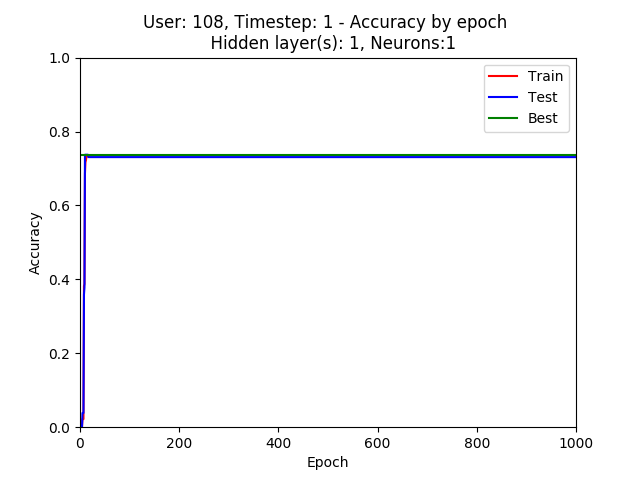 User: 108, Timestep: 1 - Accuracy by epoch
Hidden layer(s): 1, Neurons:1
1.0
0.8
0.6
0.4
0.2
0.0
Accuracy
Train
Test
Best
0 200 400 600 800 1000
Epoch